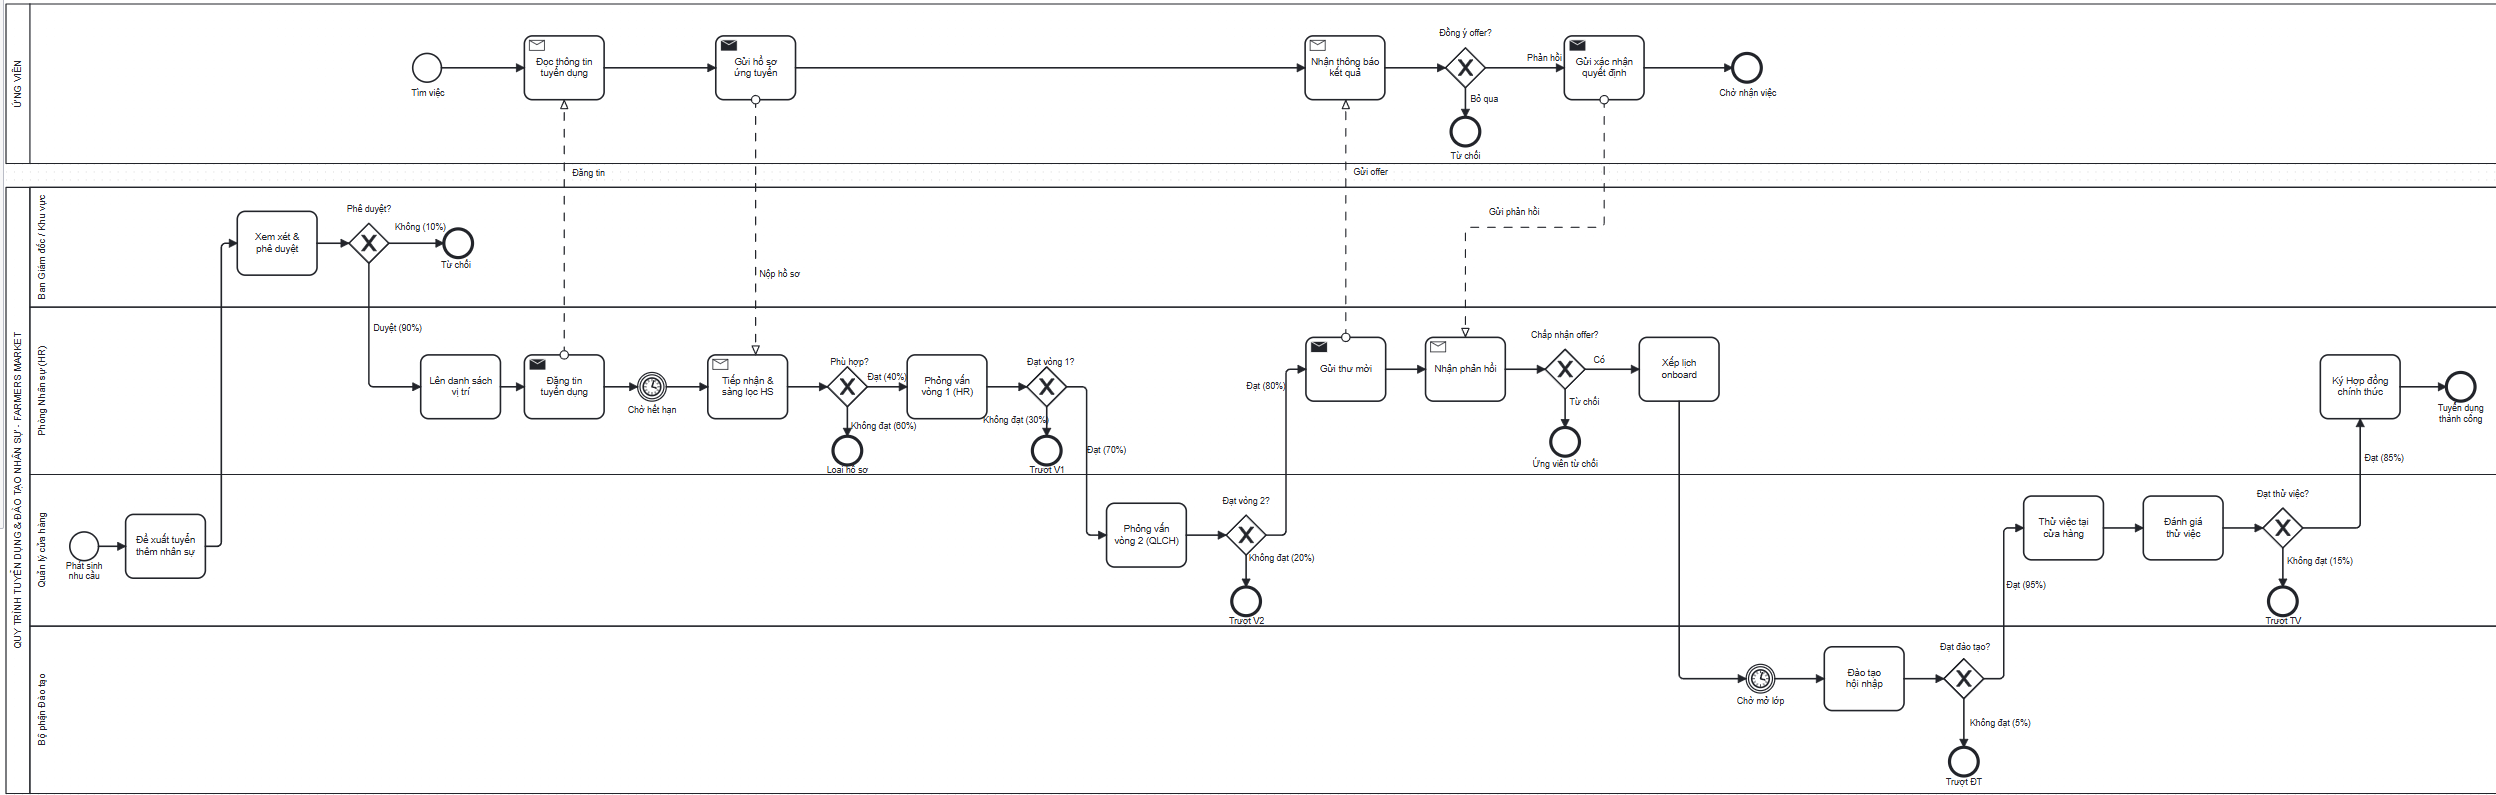 ỨNG VIÊN
Tìm việc
Đọc thông tin
tuyển dụng
Gửi hồ sơ
ứng tuyển
Nhận thông báo
kết quả
Đồng ý offer?
Phản hồi
Bỏ qua
Từ chối
Gửi xác nhận
quyết định
Chờ nhận việc
Đăng tin
Nộp hồ sơ
Gửi offer
Gửi phản hồi
QUY TRÌNH TUYỂN DỤNG & ĐÀO TẠO NHÂN SỰ - FARMERS MARKET
Ban Giám đốc / Khu vực
Xem xét &
phê duyệt
Phê duyệt?
Không (10%)
Từ chối
Duyệt (90%)
Phòng Nhân sự (HR)
Lên danh sách
vị trí
Đăng tin
tuyển dụng
Chờ hết hạn
Tiếp nhận &
sàng lọc HS
Phù hợp?
Đạt (40%)
Không đạt (60%)
Loại hồ sơ
Phỏng vấn
vòng 1 (HR)
Đạt vòng 1?
Không đạt (30%)
Trượt V1
Đạt (70%)
Đạt (80%)
Gửi thư mời
Nhận phản hồi
Chấp nhận offer?
Có
Từ chối
Ứng viên từ chối
Xếp lịch
onboard
Ký Hợp đồng
chính thức
Tuyển dụng
thành công
Đạt (85%)
Quản lý cửa hàng
Phát sinh
nhu cầu
Đề xuất tuyển
thêm nhân sự
Phỏng vấn
vòng 2 (QLCH)
Đạt vòng 2?
Không đạt (20%)
Trượt V2
Thử việc tại
cửa hàng
Đánh giá
thử việc
Đạt thử việc?
Không đạt (15%)
Trượt TV
Đạt (95%)
Bộ phận Đào tạo
Chờ mở lớp
Đào tạo
hội nhập
Đạt đào tạo?
Không đạt (5%)
Trượt ĐT